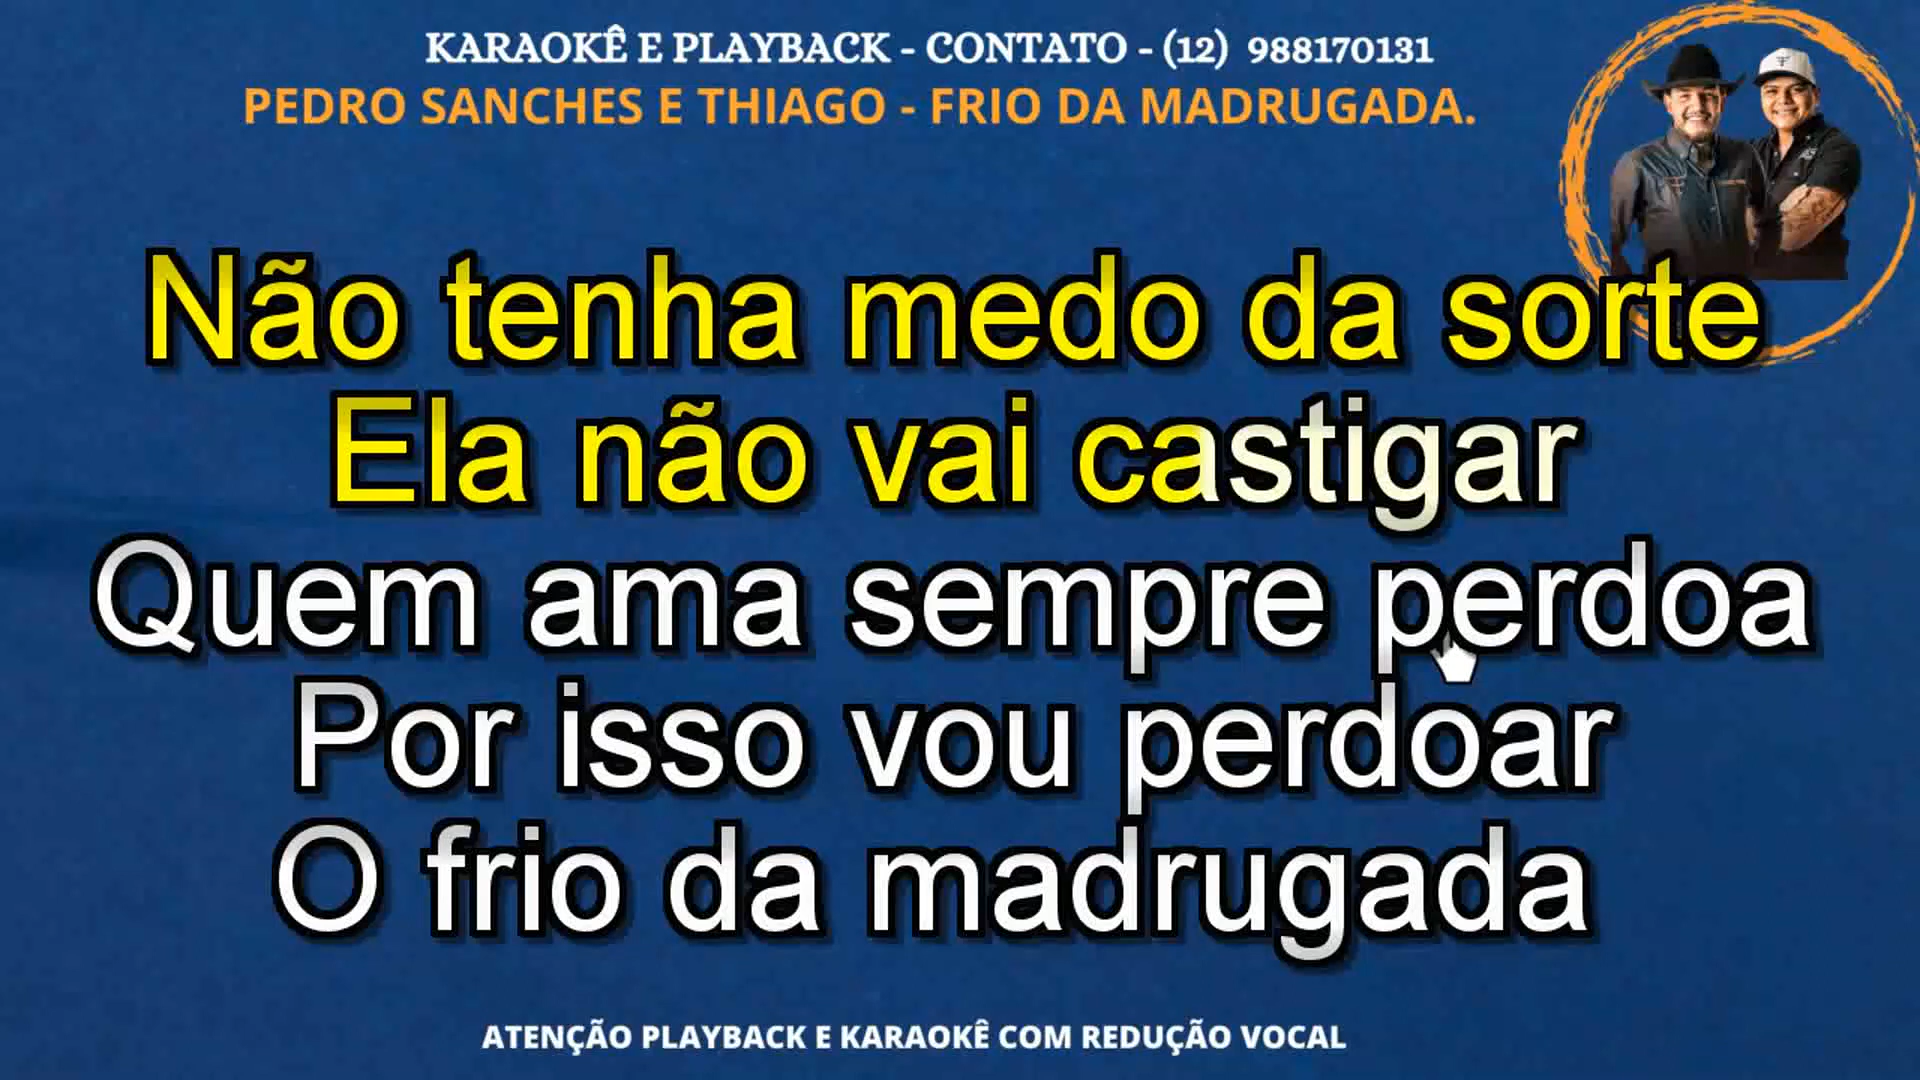 KARAOKÊ E PLAYBACK - CONTATO - (12) 988170131
PEDRO SANCHES E THIAGO - FRIO DA MADRUGADA.
Não tenha medo da sorte
Ela não vai castigar
Quem ama sempre perdoa
Por isso vou perdoar
O frio da madrugada
ATENÇÃO PLAYBACK E KARAOKÊ COM REDUÇÃO VOCAL